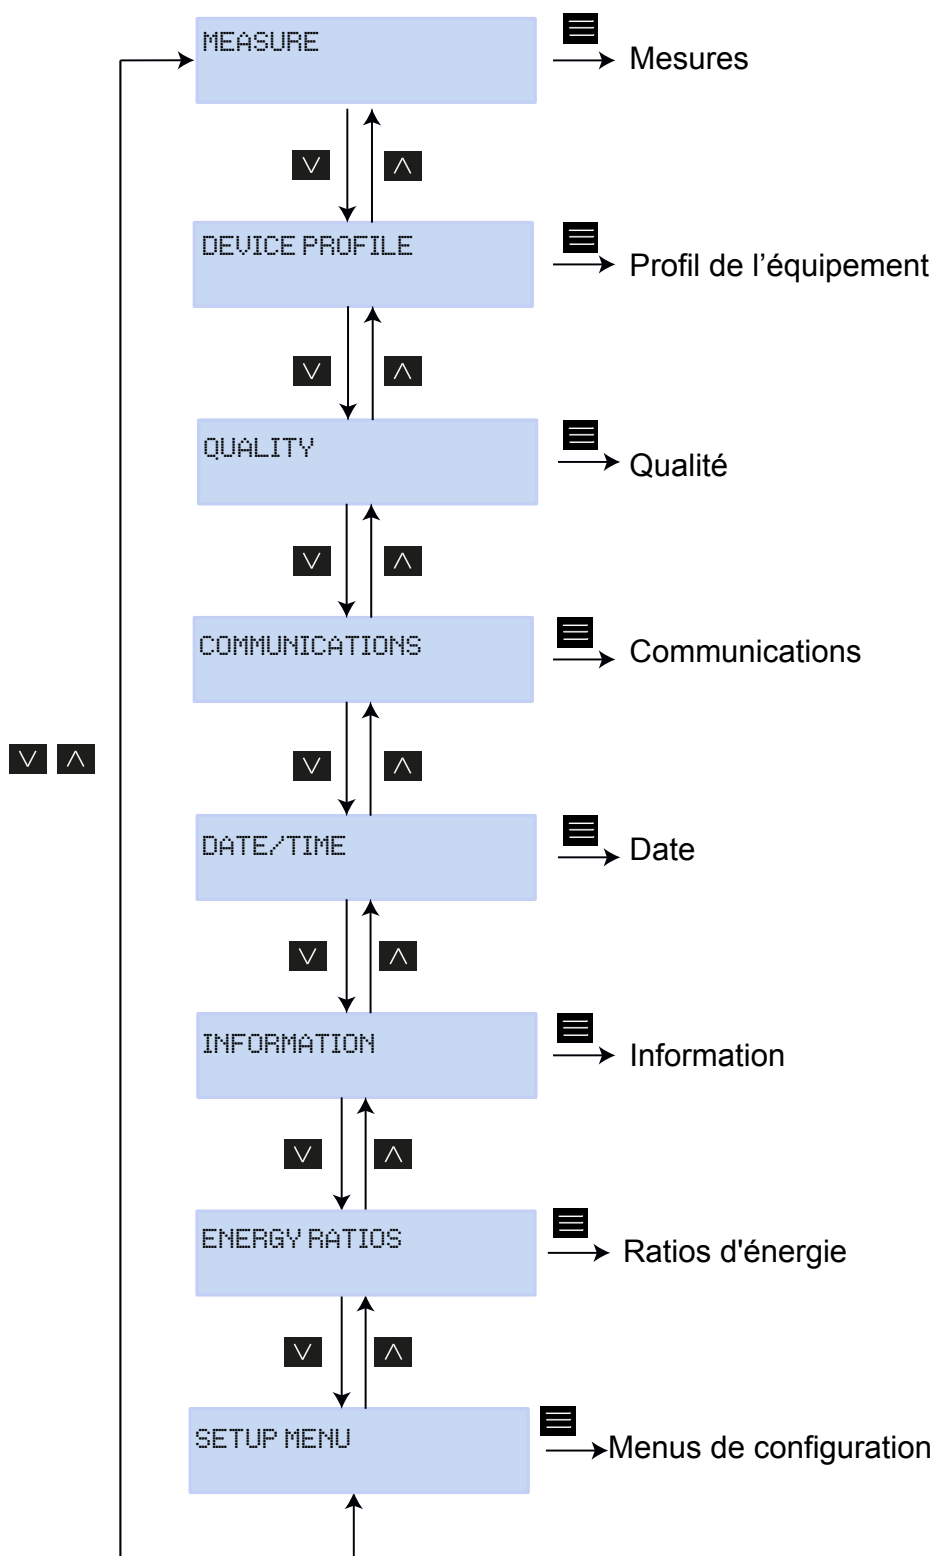 MEASURE
Mesures
DEVICE PROFILE
Profil de l’équipement
QUALITY
Qualité
COMMUNICATIONS
Communications
DATE/TIME
Date
INFORMATION
Information
ENERGY RATIOS
Ratios d'énergie
SETUP MENU
Menus de configuration